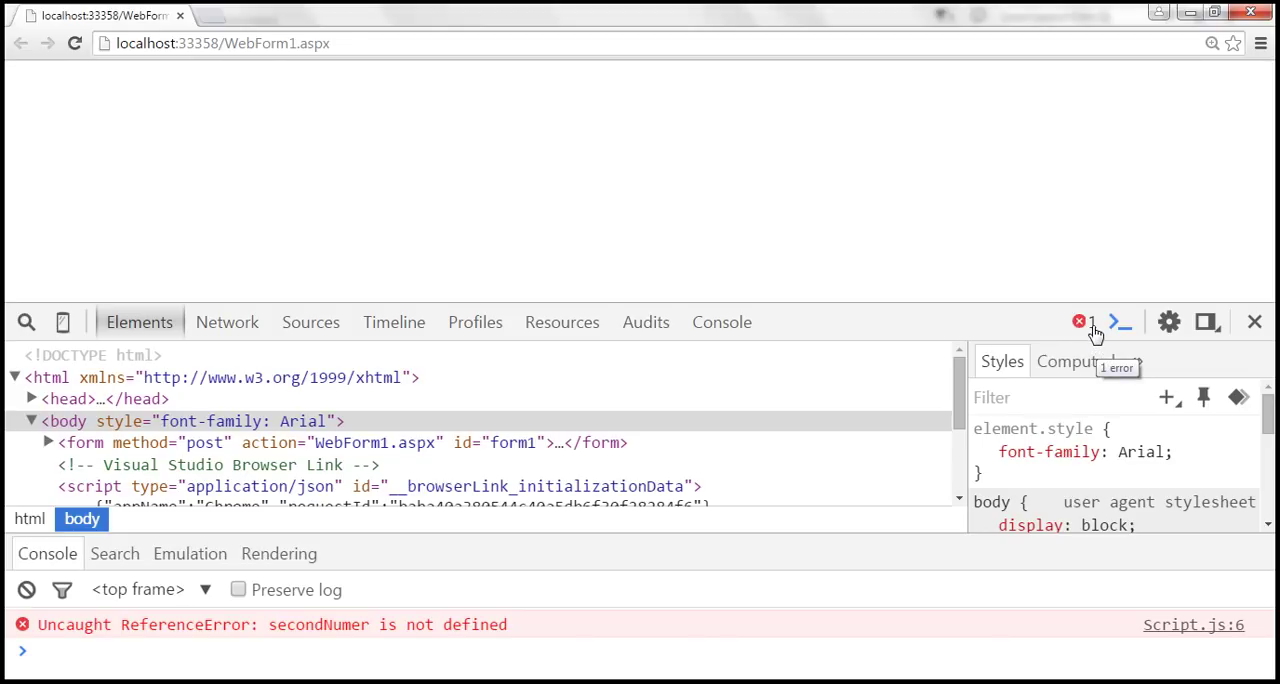 localhost:33358/WebForm
localhost:33358/WebForm1.aspx
Elements Network Sources Timeline Profiles Resources Audits Console 1
<!DOCTYPE html>
<html xmlns="http://www.w3.org/1999/xhtml">
<head>…</head>
<body style="font-family: Arial">
<form method="post" action="WebForm1.aspx" id="form1">…</form>
<!-- Visual Studio Browser Link -->
<script type="application/json" id="__browserLink_initializationData">
html body
Styles Comput
1 error
Filter
element.style {
font-family: Arial;
}
body { user agent stylesheet
display: block;
Console Search Emulation Rendering
<top frame> Preserve log
Uncaught ReferenceError: secondNumer is not defined Script.js:6